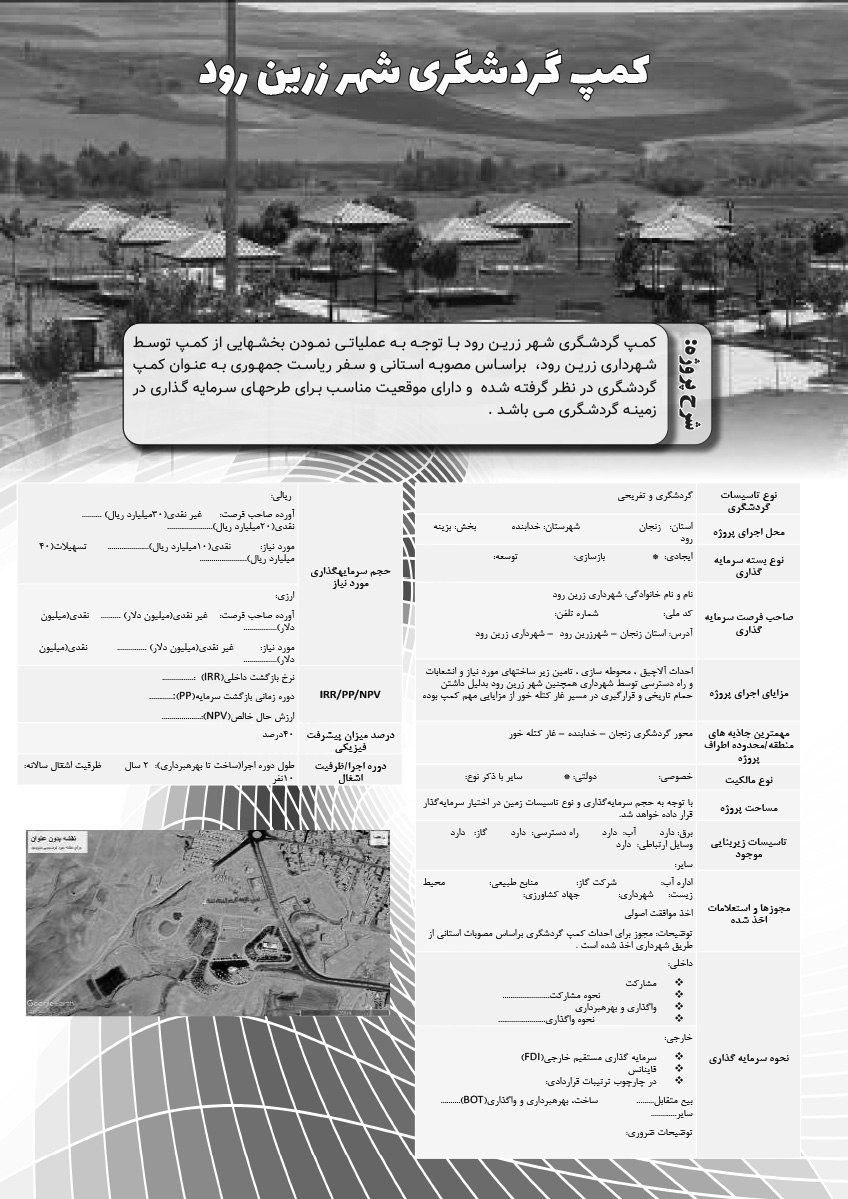 کمپ گردشگری شهر زرین رود
شرح پروژه:
کمپ گردشگری شهر زرین رود با توجه به عملیاتی نمودن بخشهایی از کمپ توسط
شهرداری زرین رود، براساس مصوبه استانی و سفر ریاست جمهوری به عنوان کمپ
گردشگری در نظر گرفته شده و دارای موقعیت مناسب برای طرحهای سرمایه گذاری در
زمینه گردشگری می باشد .
نوع تاسیسات
گردشگری
گردشگری و تفریحی
محل اجرای پروژه
استان: زنجان شهرستان: خدابنده بخش: بزینه
رود
نوع بسته سرمایه
گذاری
ایجادی: * بازسازی: توسعه:
صاحب فرصت سرمایه
گذاری
نام و نام خانوادگی: شهرداری زرین رود
کد ملی: شماره تلفن:
آدرس: استان زنجان – شهرزرین رود – شهرداری زرین رود
مزایای اجرای پروژه
احداث آلاچیق ، محوطه سازی ، تامین زیر ساختهای مورد نیاز و انشعابات
و راه دسترسی توسط شهرداری همچنین شهر زرین رود بدلیل داشتن
حمام تاریخی و قرارگیری در مسیر غار کتله خور از مزایایی مهم کمپ بوده
مهمترین جاذبه های
منطقه/محدوده اطراف
پروژه
محور گردشگری زنجان – خدابنده – غار کتله خور
نوع مالکیت
خصوصی: دولتی: * سایر با ذکر نوع:
مساحت پروژه
با توجه به حجم سرمایه‌گذاری و نوع تاسیسات زمین در اختیار سرمایه‌گذار
قرار داده خواهد شد.
تاسیسات زیربنایی
موجود
برق: دارد آب: دارد راه دسترسی: دارد گاز: دارد
وسایل ارتباطی: دارد
سایر:
مجوزها و استعلامات
اخذ شده
اداره آب: شرکت گاز: منابع طبیعی: محیط
زیست: شهرداری: جهاد کشاورزی:
اخذ موافقت اصولی
توضیحات: مجوز برای احداث کمپ گردشگری براساس مصوبات استانی از
طریق شهرداری اخذ شده است .
نحوه سرمایه گذاری
داخلی:
❖ مشارکت
❖ نحوه مشارکت.......................
❖ واگذاری و بهره‌برداری
❖ نحوه واگذاری.......................
خارجی:
❖ سرمایه گذاری مستقیم خارجی(FDI)
❖ فاینانس
❖ در چارچوب ترتیبات قراردادی:
بیع متقابل......... ساخت، بهره‌برداری و واگذاری(BOT)..........
سایر.............
توضیحات ضروری:
حجم سرمایه‎گذاری
مورد نیاز
ریالی:
آورده صاحب فرصت: غیر نقدی(۳۰میلیارد ریال) ..........
نقدی(۲۰میلیارد ریال)......................
مورد نیاز: نقدی(۱۰میلیارد ریال).................... تسهیلات(۴۰
میلیارد ریال).......................
ارزی:
آورده صاحب فرصت: غیر نقدی(میلیون دلار) .......... نقدی(میلیون
دلار)................
مورد نیاز: غیر نقدی(میلیون دلار) .............. نقدی(میلیون
دلار)................
IRR/PP/NPV
نرخ بازگشت داخلی(IRR) :...............
دوره زمانی بازگشت سرمایه(PP):............
ارزش حال خالص(NPV):...................
درصد میزان پیشرفت
فیزیکی
۴۰درصد
دوره اجرا/ظرفیت
اشغال
طول دوره اجرا(ساخت تا بهره‌برداری): ۲ سال ظرفیت اشغال سالانه:
۱۰نفر
نقشه بدون عنوان
Google earth